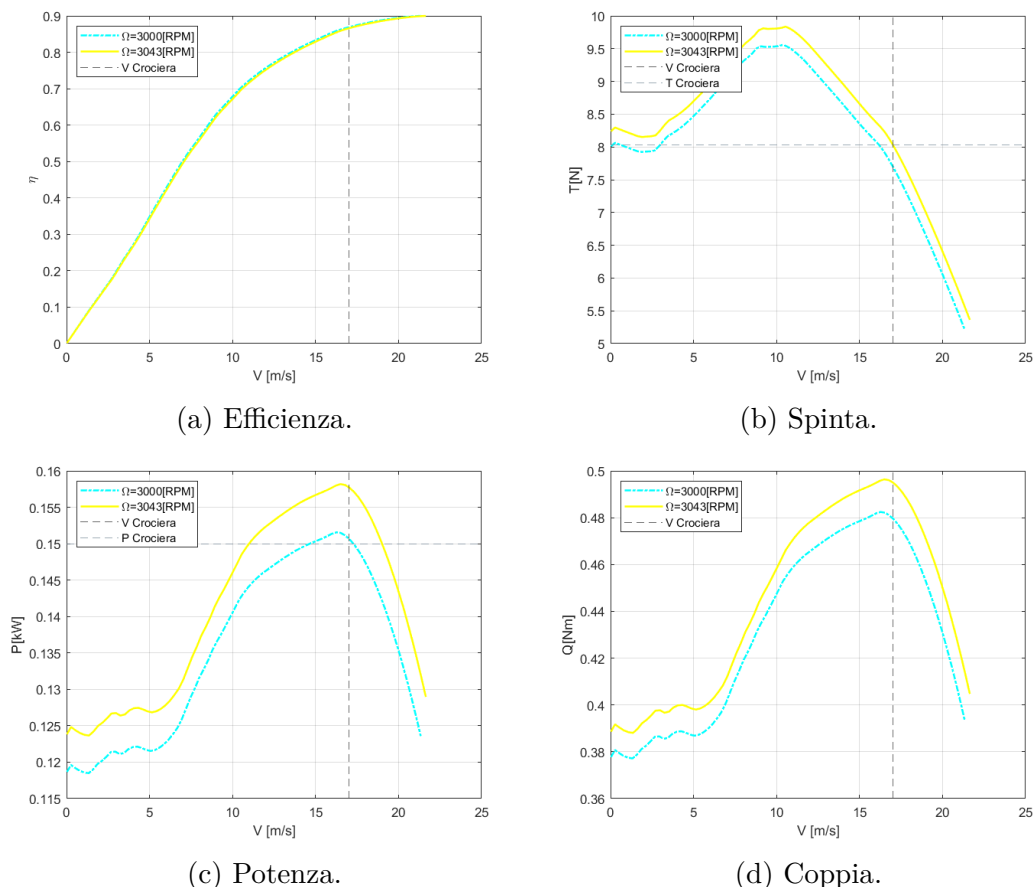 0.9
0.8
0.7
0.6
0.5
0.4
0.3
0.2
0.1
0
η
Ω=3000[RPM]
Ω=3043[RPM]
V Crociera
0 5 10 15 20 25
V [m/s]
(a) Efficienza.
10
9.5
9
8.5
8
7.5
7
6.5
6
5.5
5
T[N]
Ω=3000[RPM]
Ω=3043[RPM]
V Crociera
T Crociera
0 5 10 15 20 25
V [m/s]
(b) Spinta.
0.16
0.155
0.15
0.145
0.14
0.135
0.13
0.125
0.12
0.115
P[kW]
Ω=3000[RPM]
Ω=3043[RPM]
V Crociera
P Crociera
0 5 10 15 20 25
V [m/s]
(c) Potenza.
0.5
0.48
0.46
0.44
0.42
0.4
0.38
0.36
Q[Nm]
Ω=3000[RPM]
Ω=3043[RPM]
V Crociera
0 5 10 15 20 25
V [m/s]
(d) Coppia.